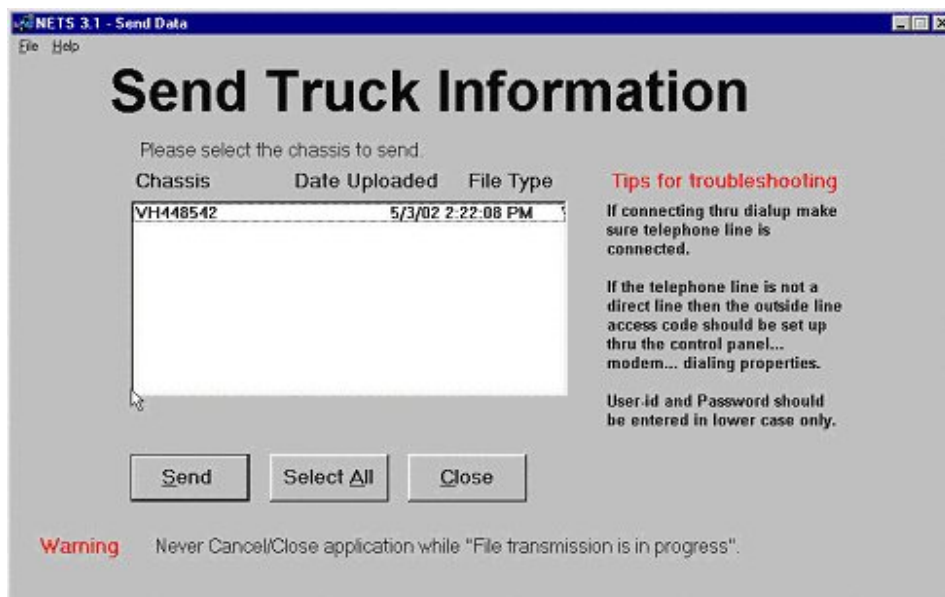 NETS 3.1 - Send Data
File Help
Send Truck Information
Please select the chassis to send.
Chassis Date Uploaded File Type
VH448542 5/3/02 2:22:08 PM
Tips for troubleshooting
If connecting thru dialup make
sure telephone line is
connected.
If the telephone line is not a
direct line then the outside line
access code should be set up
thru the control panel...
modem... dialing properties.
User-id and Password should
be entered in lower case only.
Send Select All Close
Warning Never Cancel/Close application while "File transmission is in progress".